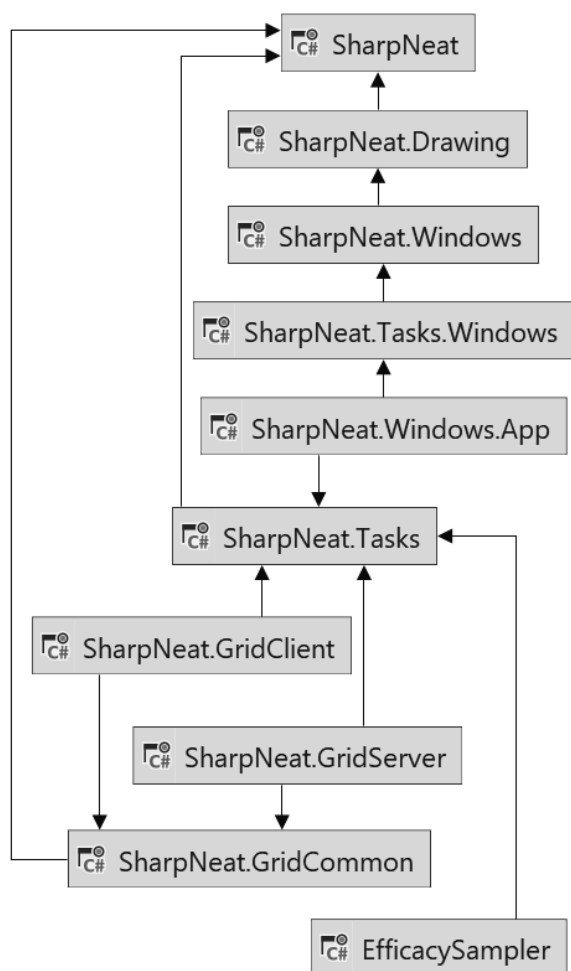 C# SharpNeat
C# SharpNeat.Drawing
C# SharpNeat.Windows
C# SharpNeat.Tasks.Windows
C# SharpNeat.Windows.App
C# SharpNeat.Tasks
C# SharpNeat.GridClient
C# SharpNeat.GridServer
C# SharpNeat.GridCommon
C# EfficacySampler